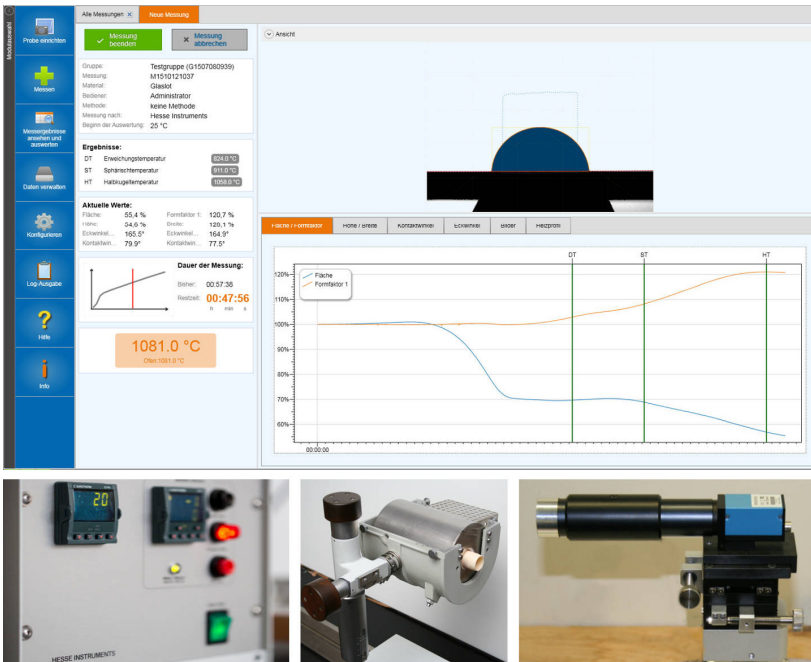 Alle Messungen
Neue Messung
Modulauswahl
Probe einrichten
Messen
Messergebnisse
ansehen und
auswerten
Daten verwalten
Konfigurieren
Log-Ausgabe
Hilfe
Info
Messung
beenden
Messung
abbrechen
Gruppe: Testgruppe (G1507080939)
Messung: M1510121037
Material: Glaslot
Bediener: Administrator
Methode: keine Methode
Messung nach: Hesse Instruments
Beginn der Auswertung: 25 °C
Ergebnisse:
DT Erweichungstemperatur 824.0 °C
ST Sphärischtemperatur 911.0 °C
HT Halbkugeltemperatur 1058.0 °C
Aktuelle Werte:
Fläche: 55,4 % Formfaktor 1: 120,7 %
Höhe: 54,6 % Breite: 120,1 %
Eckwinkel... 165.5° Eckwinkel... 164.9°
Kontaktwin... 79.9° Kontaktwin... 77.5°
Dauer der Messung:
Bisher: 00:57:38
Restzeit: 00:47:56
h min s
1081.0 °C
Ofen:1081.0 °C
Ansicht
Fläche / Formfaktor Höhe / Breite Kontaktwinkel Eckwinkel Bilder Heizprofil
DT ST HT
Fläche
Formfaktor 1
120%
110%
100%
90%
80%
70%
60%
00:00:00
20
HESSE INSTRUMENTS